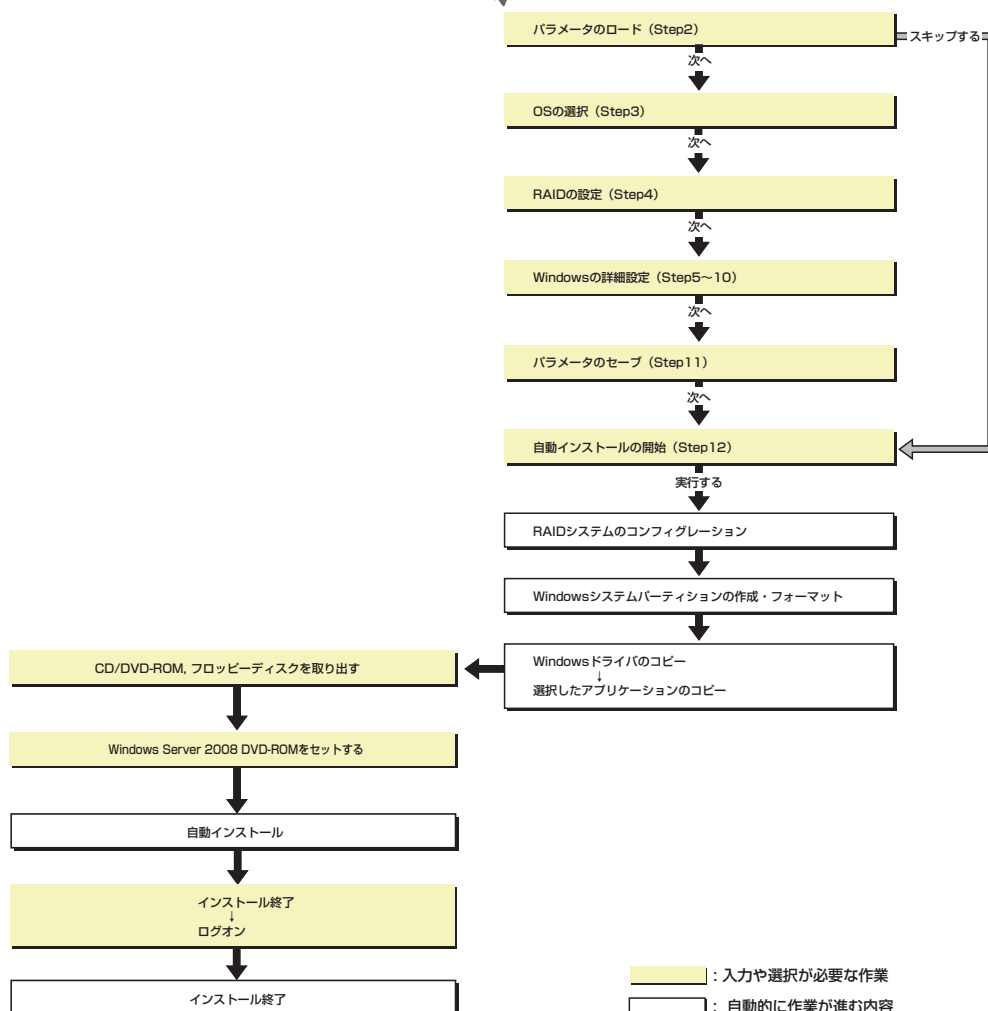 パラメータのロード（Step2）
スキップする
次へ
OSの選択（Step3）
次へ
RAIDの設定（Step4）
次へ
Windowsの詳細設定（Step5～10）
次へ
パラメータのセーブ（Step11）
次へ
自動インストールの開始（Step12）
実行する
RAIDシステムのコンフィグレーション
Windowsシステムパーティションの作成・フォーマット
Windowsドライバのコピー
↓
選択したアプリケーションのコピー
CD/DVD-ROM, フロッピーディスクを取り出す
Windows Server 2008 DVD-ROMをセットする
自動インストール
インストール終了
↓
ログオン
インストール終了
：入力や選択が必要な作業
：自動的に作業が進む内容